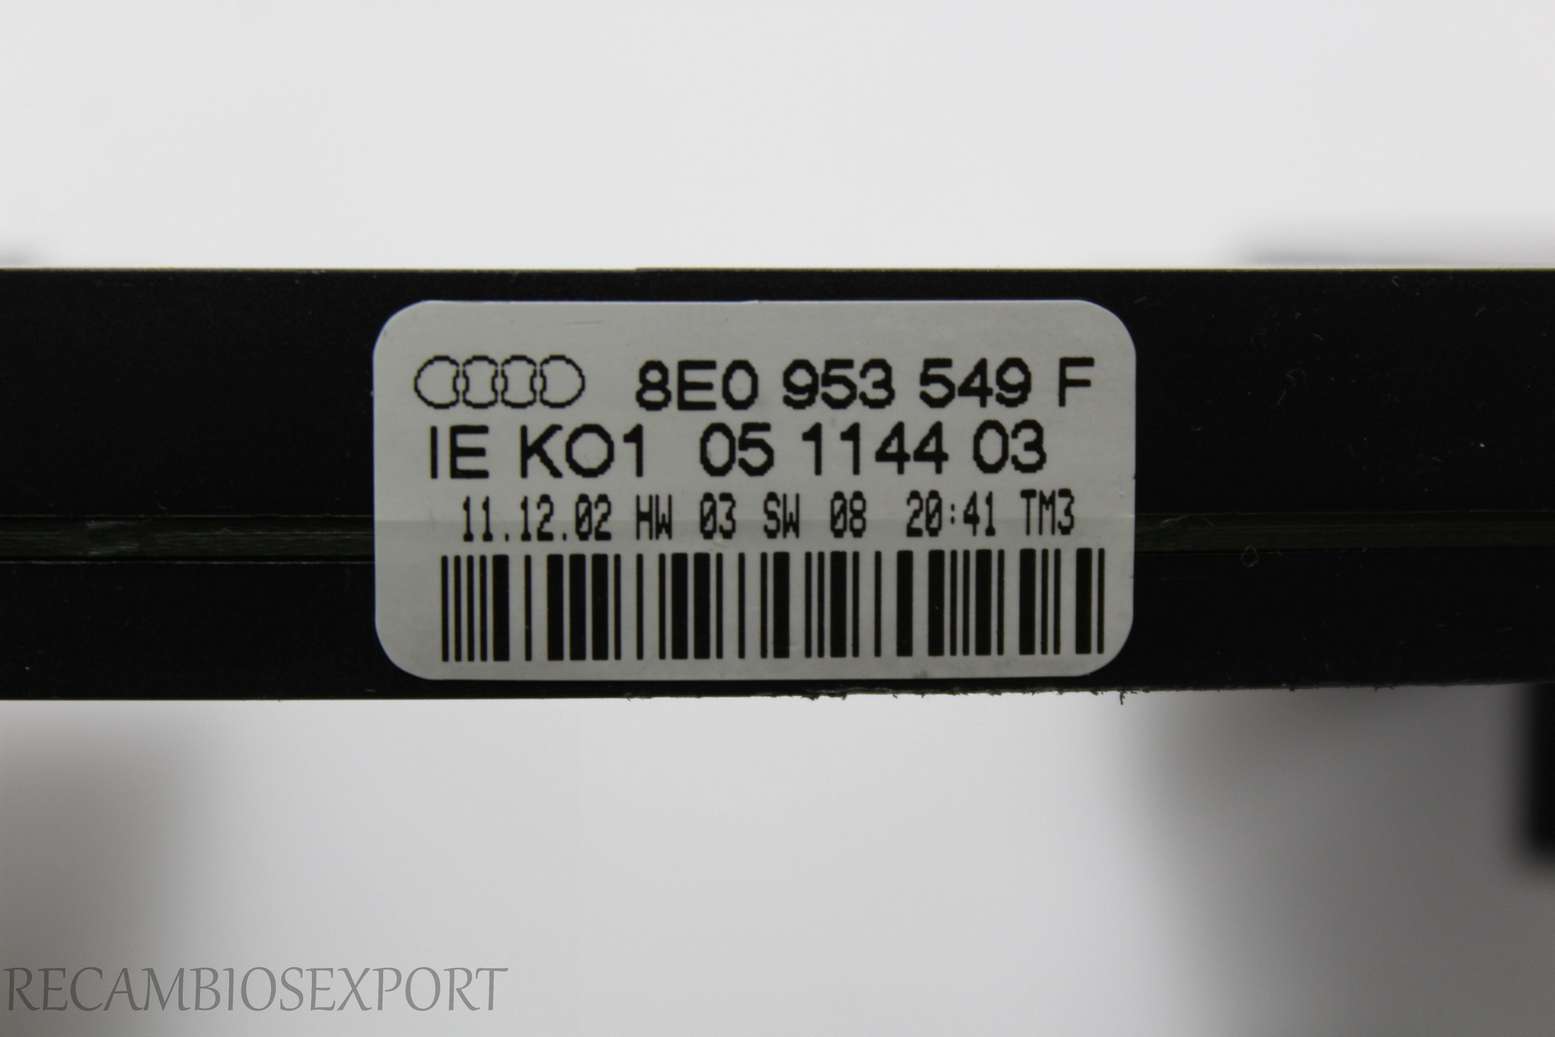 8E0 953 549 F
IE KO1 05 1144 03
11.12.02 HW 03 SW 08 20:41 TM3
RECAMBIOSEXPORT